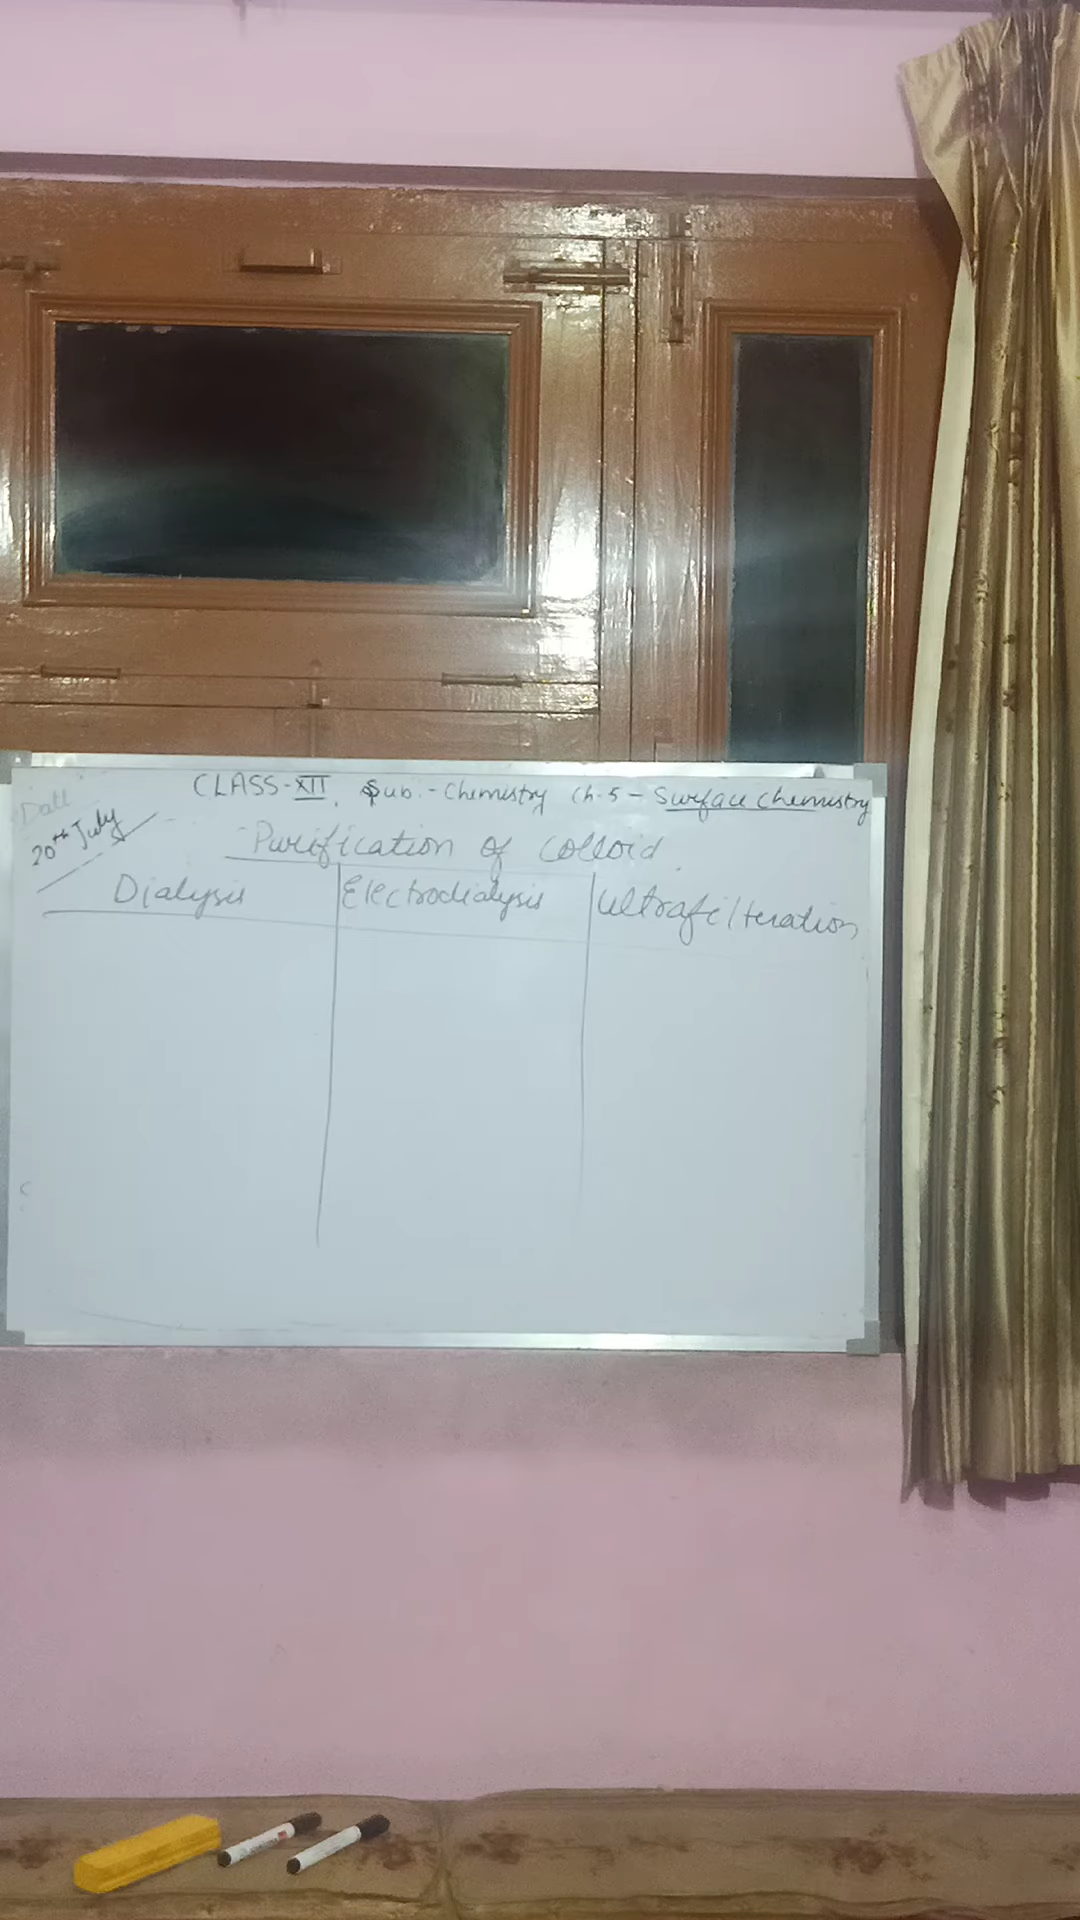 CLASS-XII, Sub.- Chemistry Ch-5 - Surface Chemistry
Date
20th July
Purification of Colloid
Dialysis
Electrodialysis
Ultrafilteration